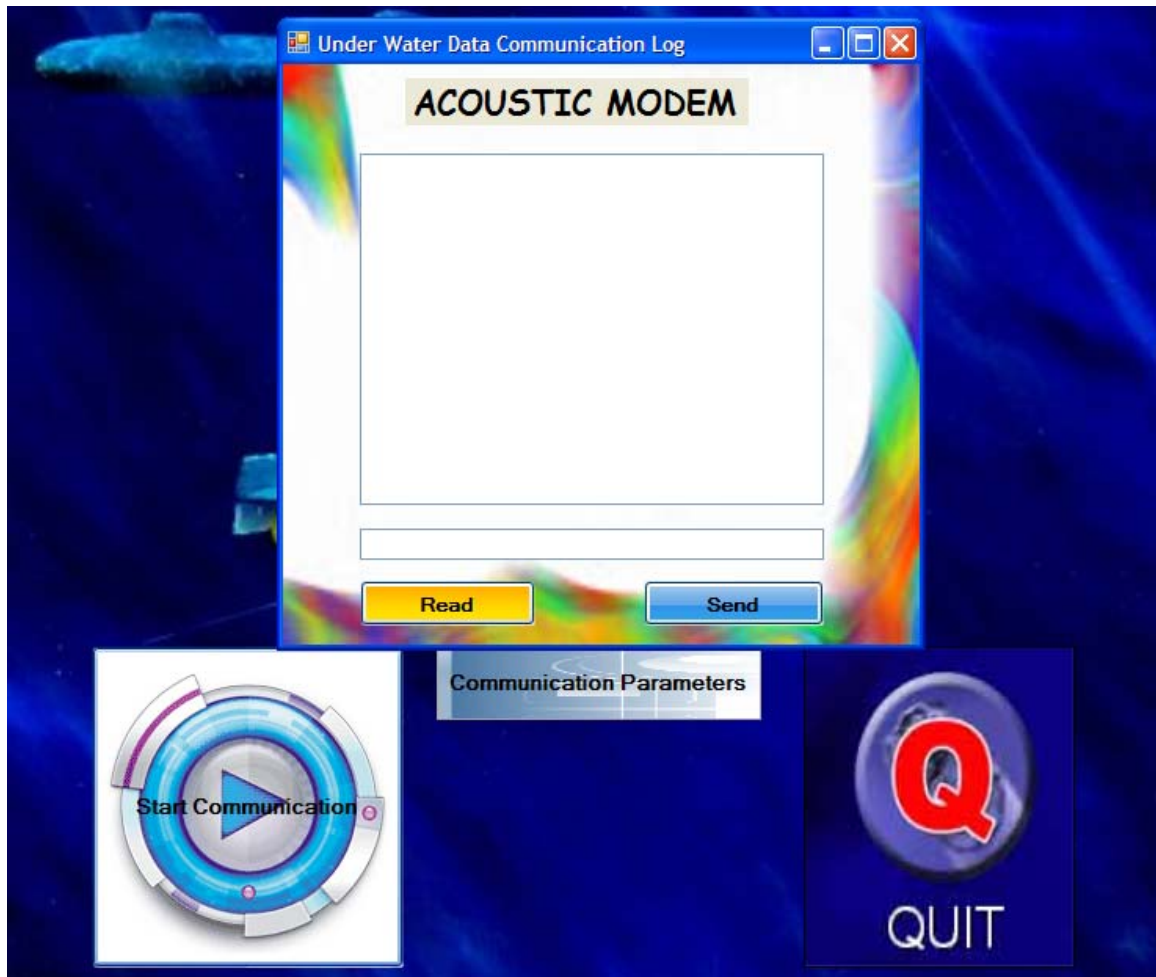 Under Water Data Communication Log
ACOUSTIC MODEM
Read
Send
Communication Parameters
Start Communication
Q
QUIT